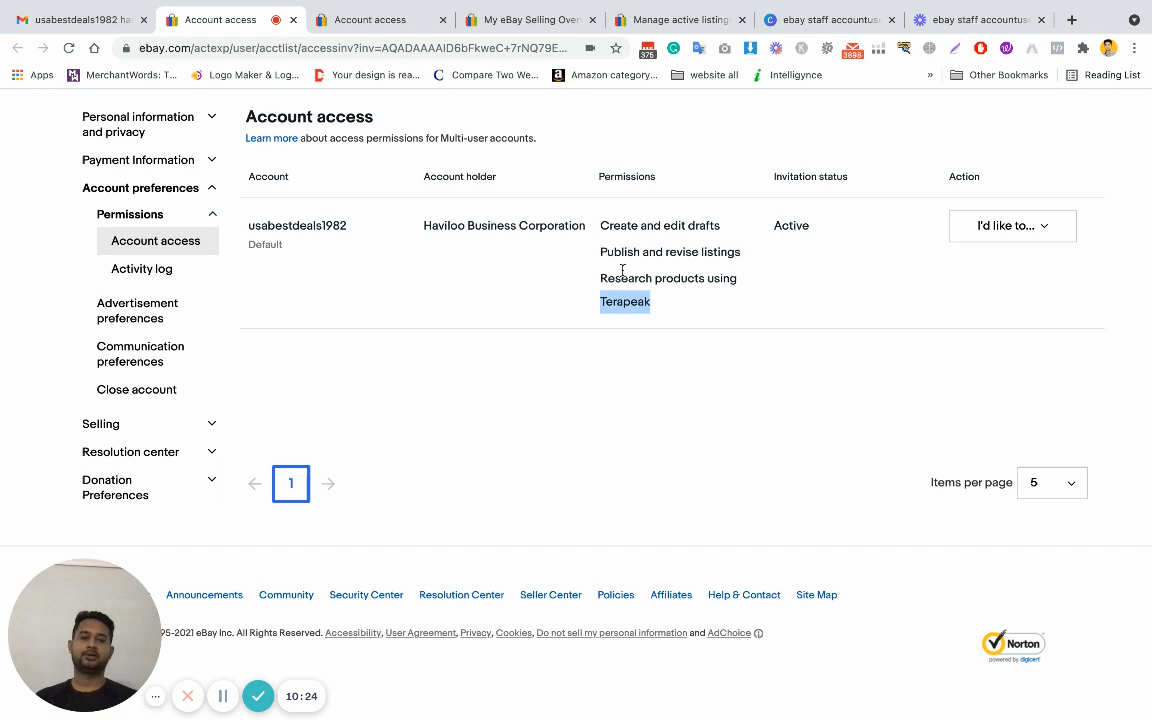 usabestdeals1982 ha
Account access
Account access
My eBay Selling Over
Manage active listing
ebay staff accountuse
ebay staff accountuse
ebay.com/actexp/user/acctlist/accessinv?inv=AQADAAAAID6bFkweC+7rNQ79E...
375
3898
Apps
MerchantWords: T...
Logo Maker & Log...
Your design is rea...
Compare Two We...
Amazon category...
website all
Intelligynce
»
Other Bookmarks
Reading List
Personal information
and privacy
Payment Information
Account preferences
Permissions
Account access
Activity log
Advertisement
preferences
Communication
preferences
Close account
Selling
Resolution center
Donation
Preferences
Account access
Learn more about access permissions for Multi-user accounts.
Account
Account holder
Permissions
Invitation status
Action
usabestdeals1982
Default
Haviloo Business Corporation
Create and edit drafts
Publish and revise listings
Research products using
Terapeak
Active
I'd like to...
1
Items per page
5
Announcements
Community
Security Center
Resolution Center
Seller Center
Policies
Affiliates
Help & Contact
Site Map
95-2021 eBay Inc. All Rights Reserved. Accessibility, User Agreement, Privacy, Cookies, Do not sell my personal information and AdChoice
Norton
powered by digicert
10:24